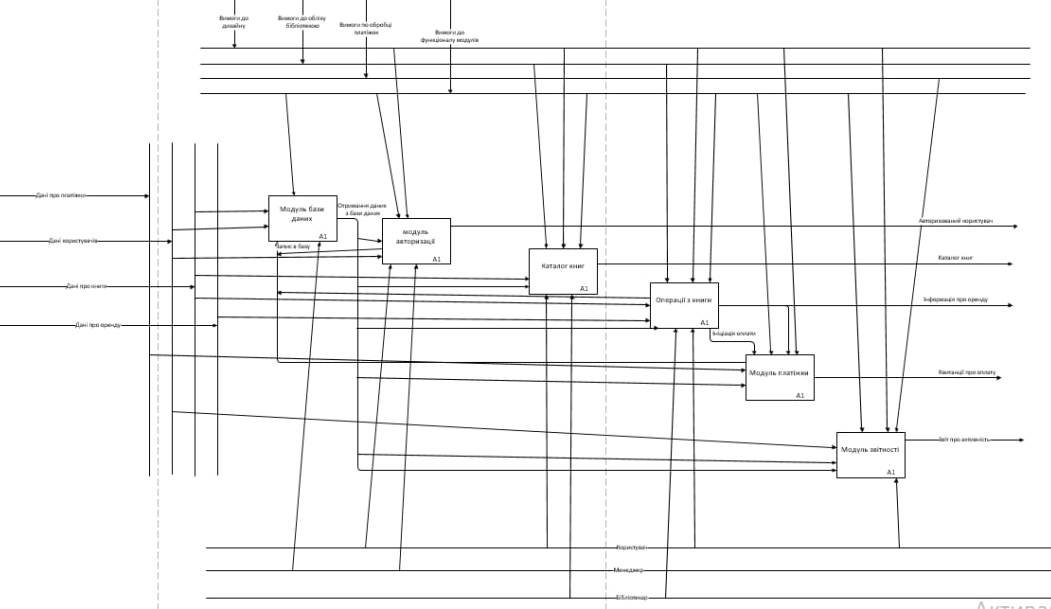 Вимоги до
дизайну
Вимоги до обліку
бібліотекою
Вимоги по обробці
платіжок
Вимоги до
функціоналу модулів
Дані про платіжки
Дані користувачів
Дані про книги
Дані про оренду
Модуль бази
даних
A1
Отримання даних
з бази даних
Запис в базу
модуль
авторизації
A1
Каталог книг
A1
Операції з книги
A1
Ініціація оплати
Модуль платіжки
A1
Модуль звітності
A1
Авторизований користувач
Каталог книг
Інформація про оренду
Квитанції про оплату
Звіт про активність
Користувач
Менеджер
Бібліотекар